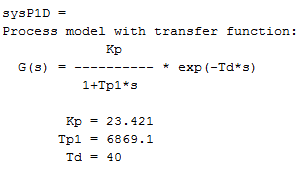 sysP1D =
Process model with transfer function:
Kp
G(s) = ---------- * exp(-Td*s)
1+Tp1*s
Kp = 23.421
Tp1 = 6869.1
Td = 40